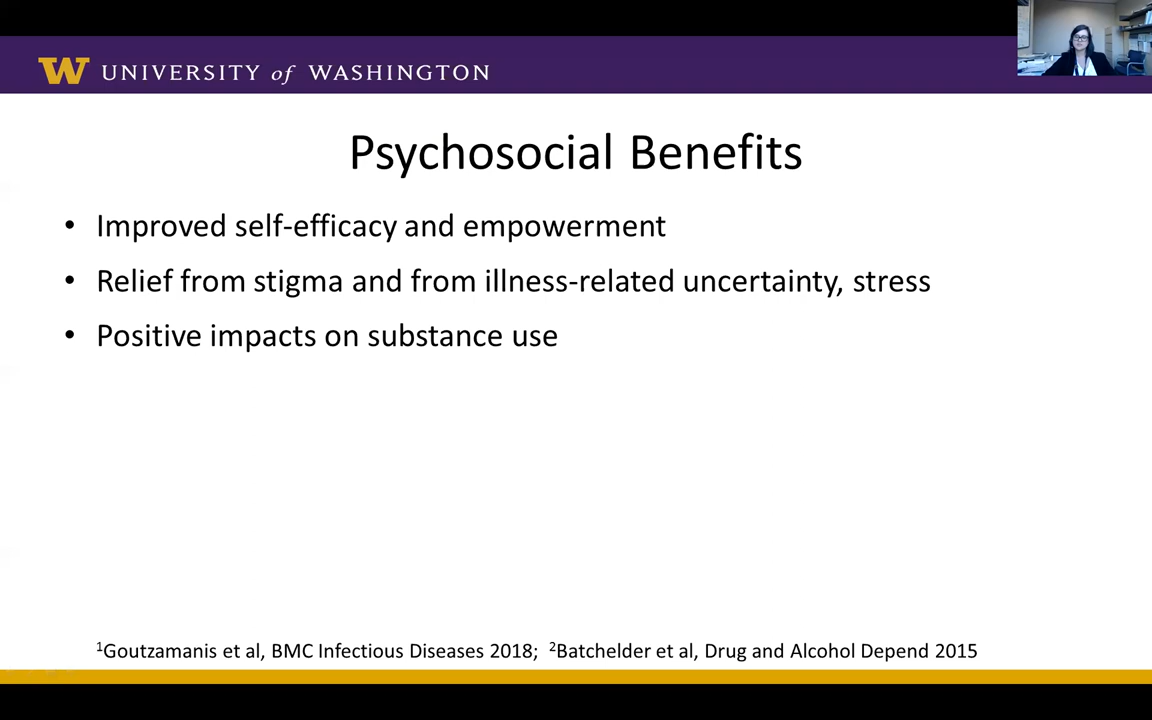 W UNIVERSITY of WASHINGTON
Psychosocial Benefits
• Improved self-efficacy and empowerment
• Relief from stigma and from illness-related uncertainty, stress
• Positive impacts on substance use
¹Goutzamanis et al, BMC Infectious Diseases 2018; ²Batchelder et al, Drug and Alcohol Depend 2015